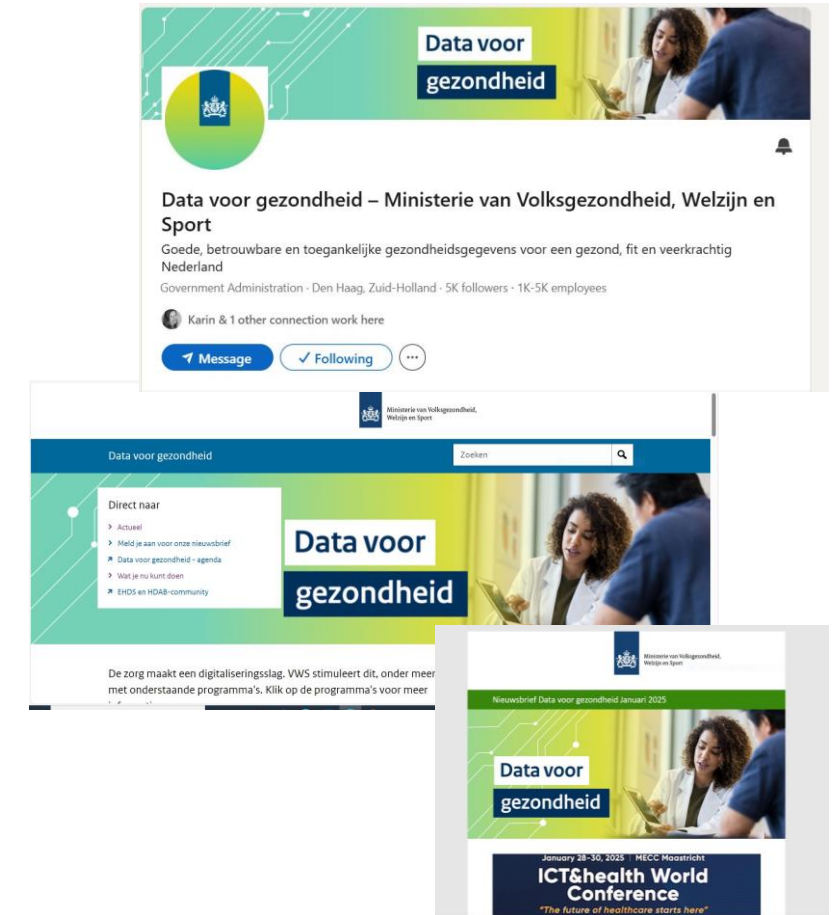 Data voor
gezondheid
Data voor gezondheid – Ministerie van Volksgezondheid, Welzijn en
Sport
Goede, betrouwbare en toegankelijke gezondheidsgegevens voor een gezond, fit en veerkrachtig
Nederland
Government Administration · Den Haag, Zuid-Holland · 5K followers · 1K-5K employees
Karin & 1 other connection work here
Message
Following
Ministerie van Volksgezondheid,
Welzijn en Sport
Data voor gezondheid
Zoeken
Direct naar
Actueel
Meld je aan voor onze nieuwsbrief
Data voor gezondheid - agenda
Wat je nu kunt doen
EHDS en HDAB-community
Data voor
gezondheid
De zorg maakt een digitaliseringsslag. VWS stimuleert dit, onder meer
met onderstaande programma's. Klik op de programma's voor meer
Ministerie van Volksgezondheid,
Welzijn en Sport
Nieuwsbrief Data voor gezondheid Januari 2025
Data voor
gezondheid
January 28-30, 2025 | MECC Maastricht
ICT&health World
Conference
"The future of healthcare starts here"